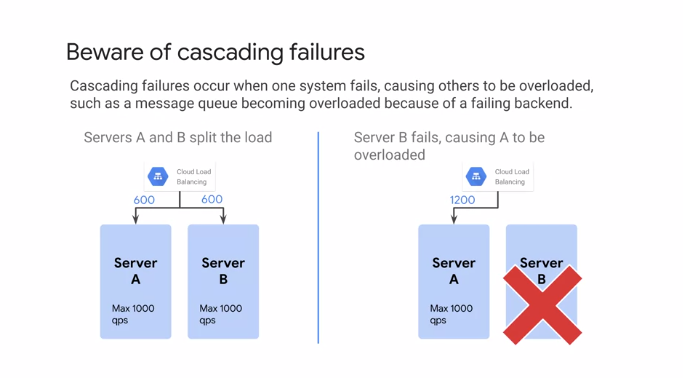 Beware of cascading failures
Cascading failures occur when one system fails, causing others to be overloaded,
such as a message queue becoming overloaded because of a failing backend.
Servers A and B split the load
Cloud Load
Balancing
600
600
Server
A
Max 1000
qps
Server
B
Max 1000
qps
Server B fails, causing A to be
overloaded
Cloud Load
Balancing
1200
Server
A
Max 1000
qps
Server
B